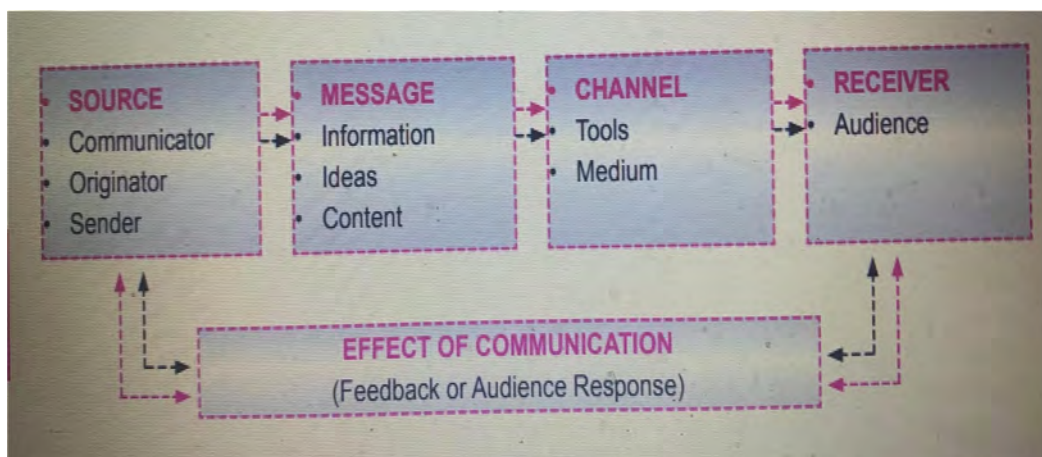 • SOURCE
• Communicator
• Originator
• Sender
• MESSAGE
• Information
• Ideas
• Content
• CHANNEL
• Tools
• Medium
• RECEIVER
• Audience
EFFECT OF COMMUNICATION
(Feedback or Audience Response)